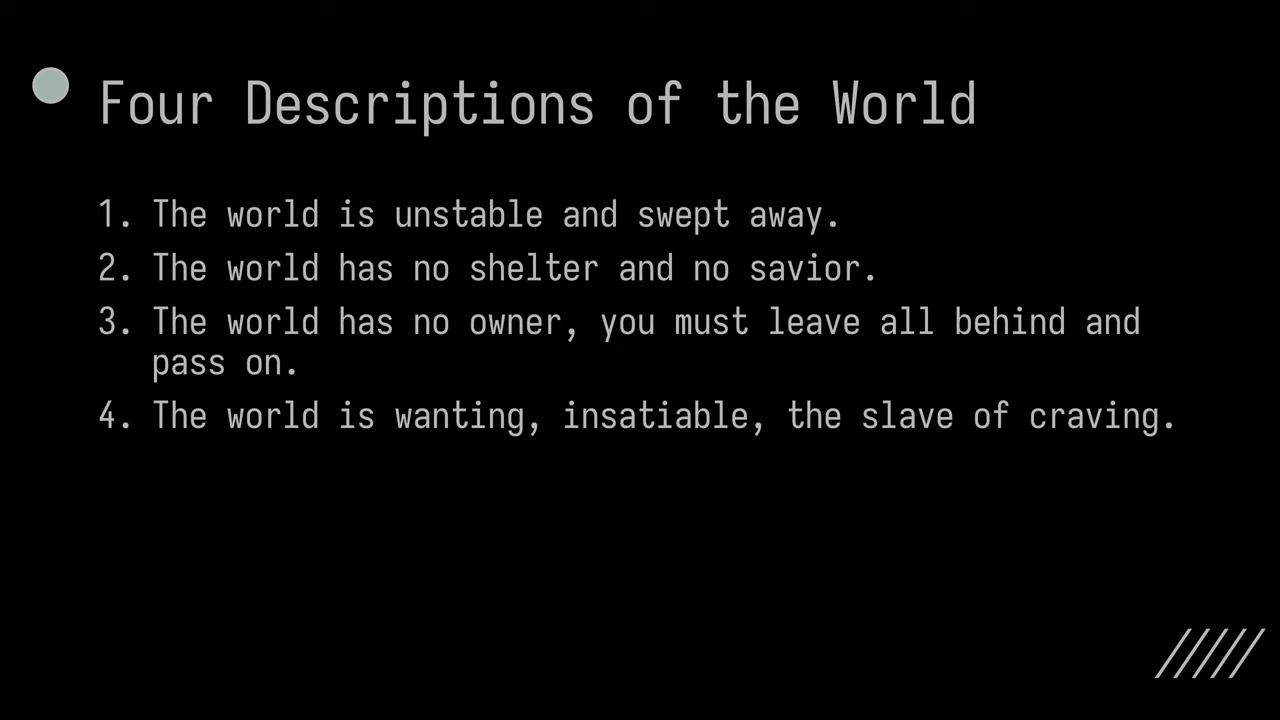 Four Descriptions of the World
1. The world is unstable and swept away.
2. The world has no shelter and no savior.
3. The world has no owner, you must leave all behind and
pass on.
4. The world is wanting, insatiable, the slave of craving.